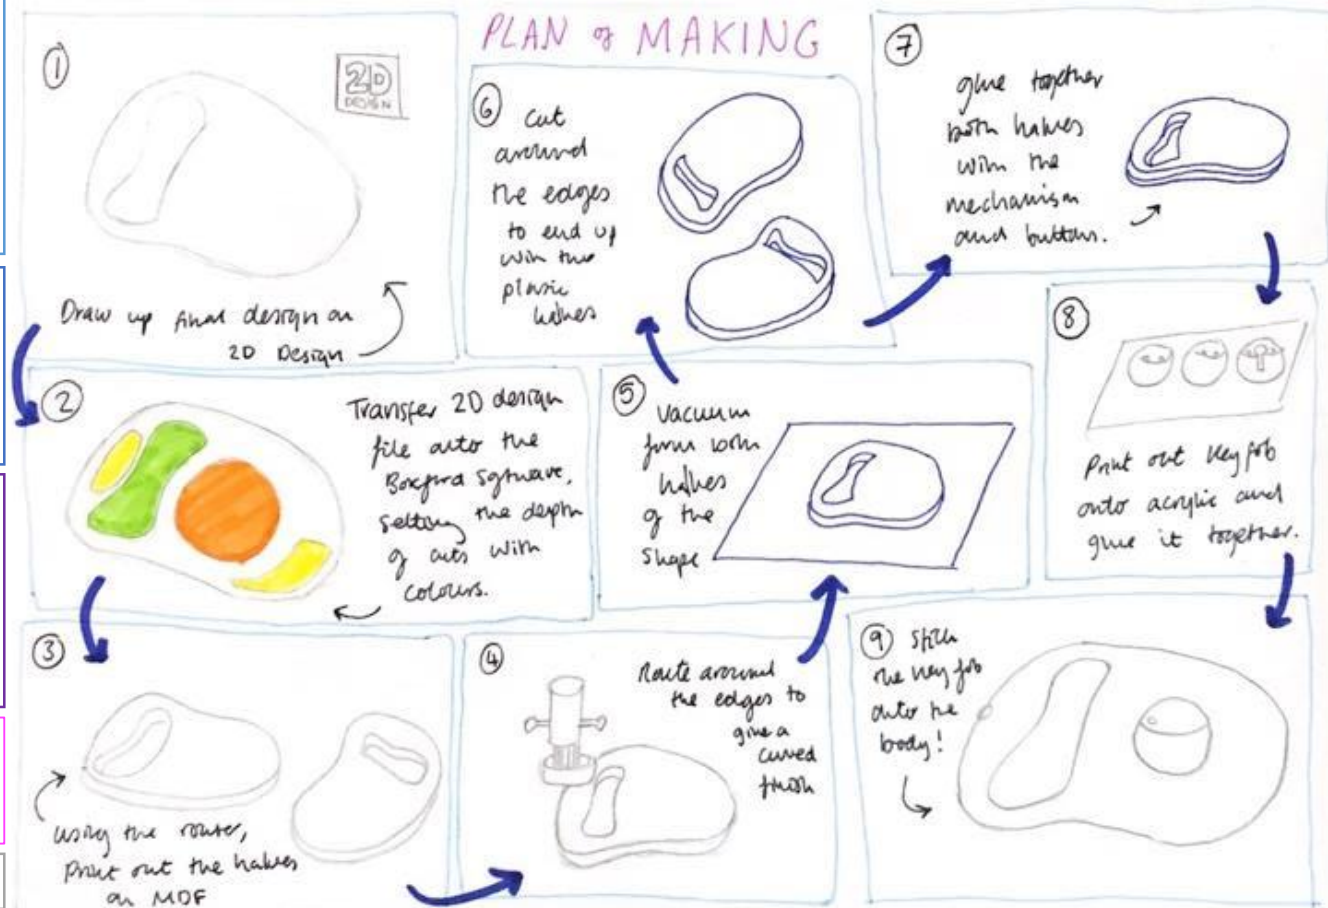 PLAN of MAKING
1
2D
DESIGN
Draw up final design on
2D Design
2
Transfer 2D design
file onto the
Boxford Software,
setting the depth
of cuts with
colours.
3
using the router,
Print out the halves
on MDF
4
Route around
the edges to
give a
curved
finish
5
Vacuum
form both
halves
of the
shape
6
Cut
around
the edges
to end up
with two
plastic
halves
7
glue together
both halves
with the
mechanism
and buttons.
8
Print out key fob
onto acrylic and
glue it together.
9 Stick
the key fob
onto the
body!